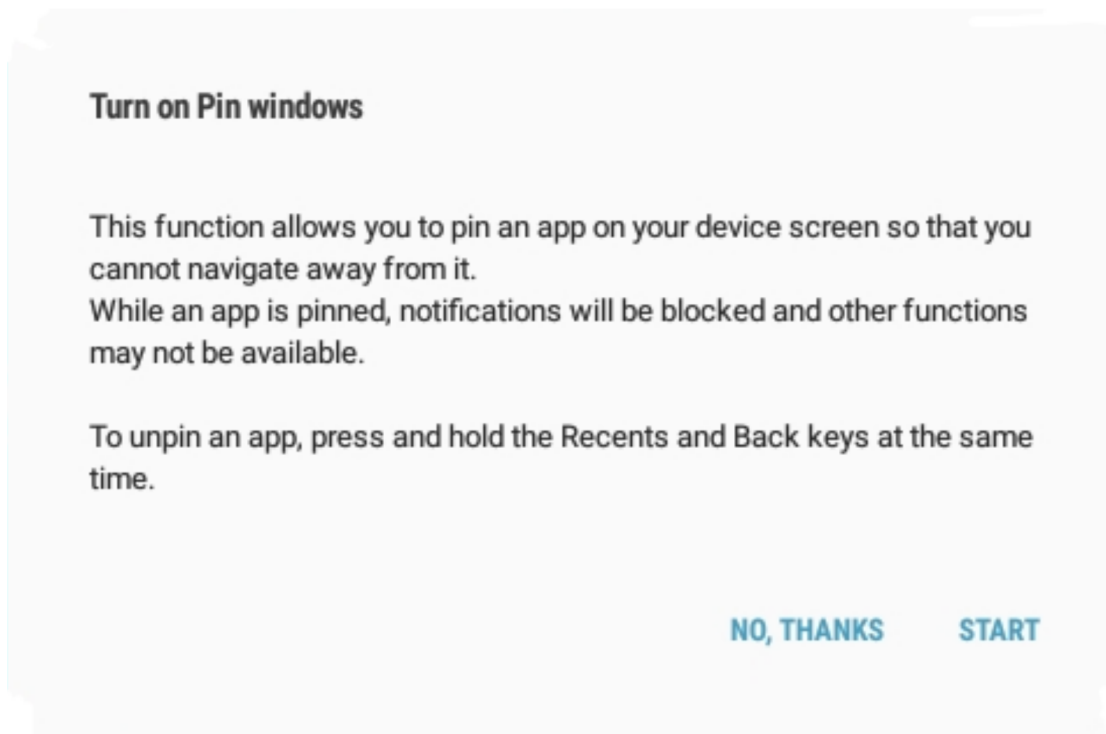 Turn on Pin windows
This function allows you to pin an app on your device screen so that you
cannot navigate away from it.
While an app is pinned, notifications will be blocked and other functions
may not be available.
To unpin an app, press and hold the Recents and Back keys at the same
time.
NO, THANKS START